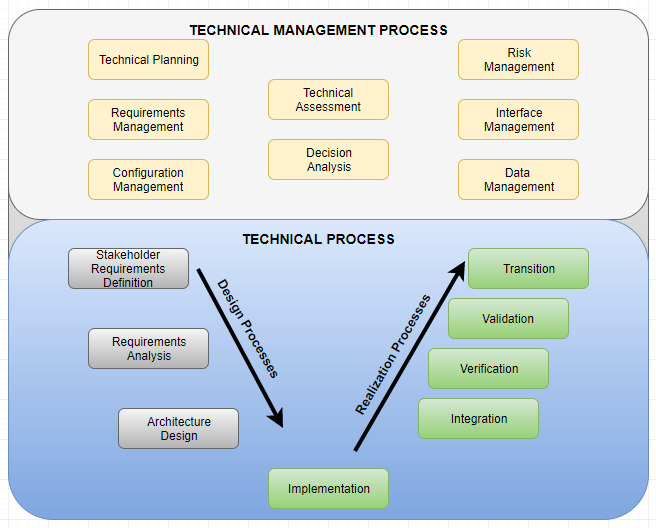 TECHNICAL MANAGEMENT PROCESS
Technical Planning
Requirements
Management
Configuration
Management
Technical
Assessment
Decision
Analysis
Risk
Management
Interface
Management
Data
Management
TECHNICAL PROCESS
Stakeholder
Requirements
Definition
Requirements
Analysis
Architecture
Design
Design Processes
Implementation
Realization Processes
Transition
Validation
Verification
Integration